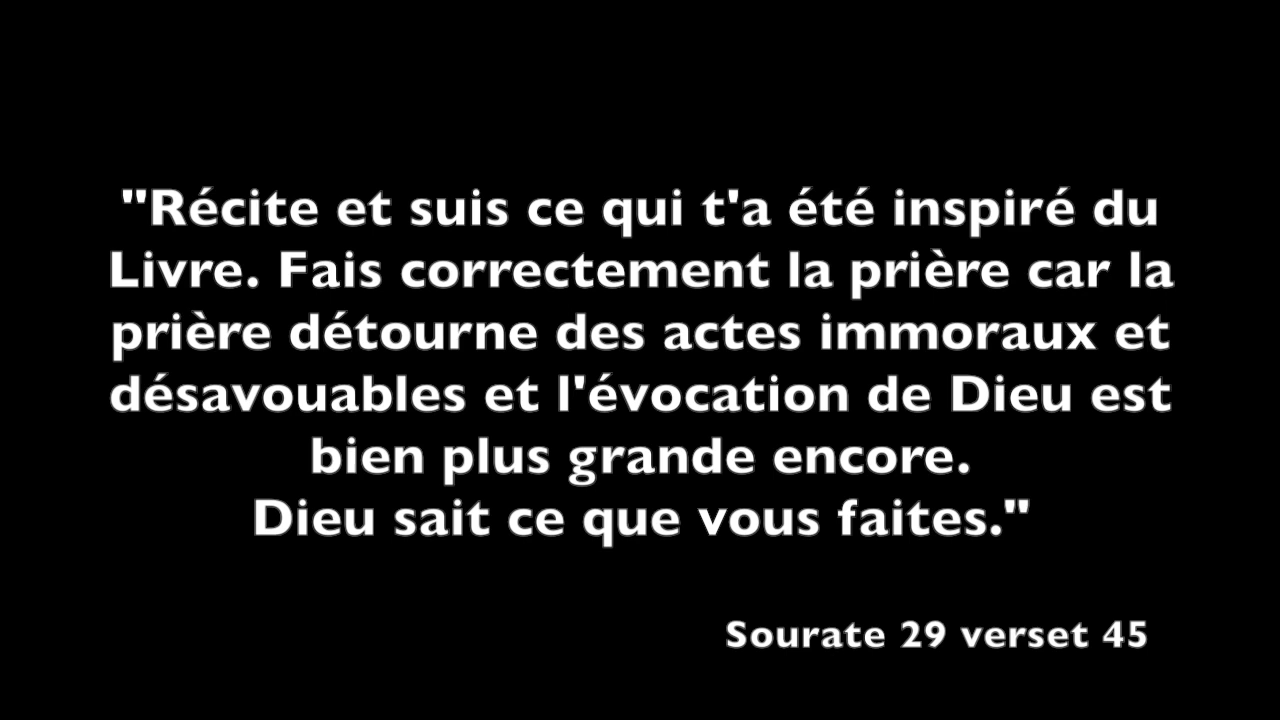 "Récite et suis ce qui t'a été inspiré du
Livre. Fais correctement la prière car la
prière détourne des actes immoraux et
désavouables et l'évocation de Dieu est
bien plus grande encore.
Dieu sait ce que vous faites."
Sourate 29 verset 45